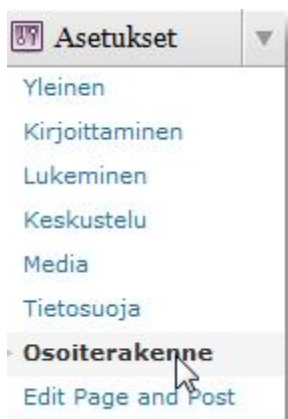 Asetukset
Yleinen
Kirjoittaminen
Lukeminen
Keskustelu
Media
Tietosuoja
Osoiterakenne
Edit Page and Post